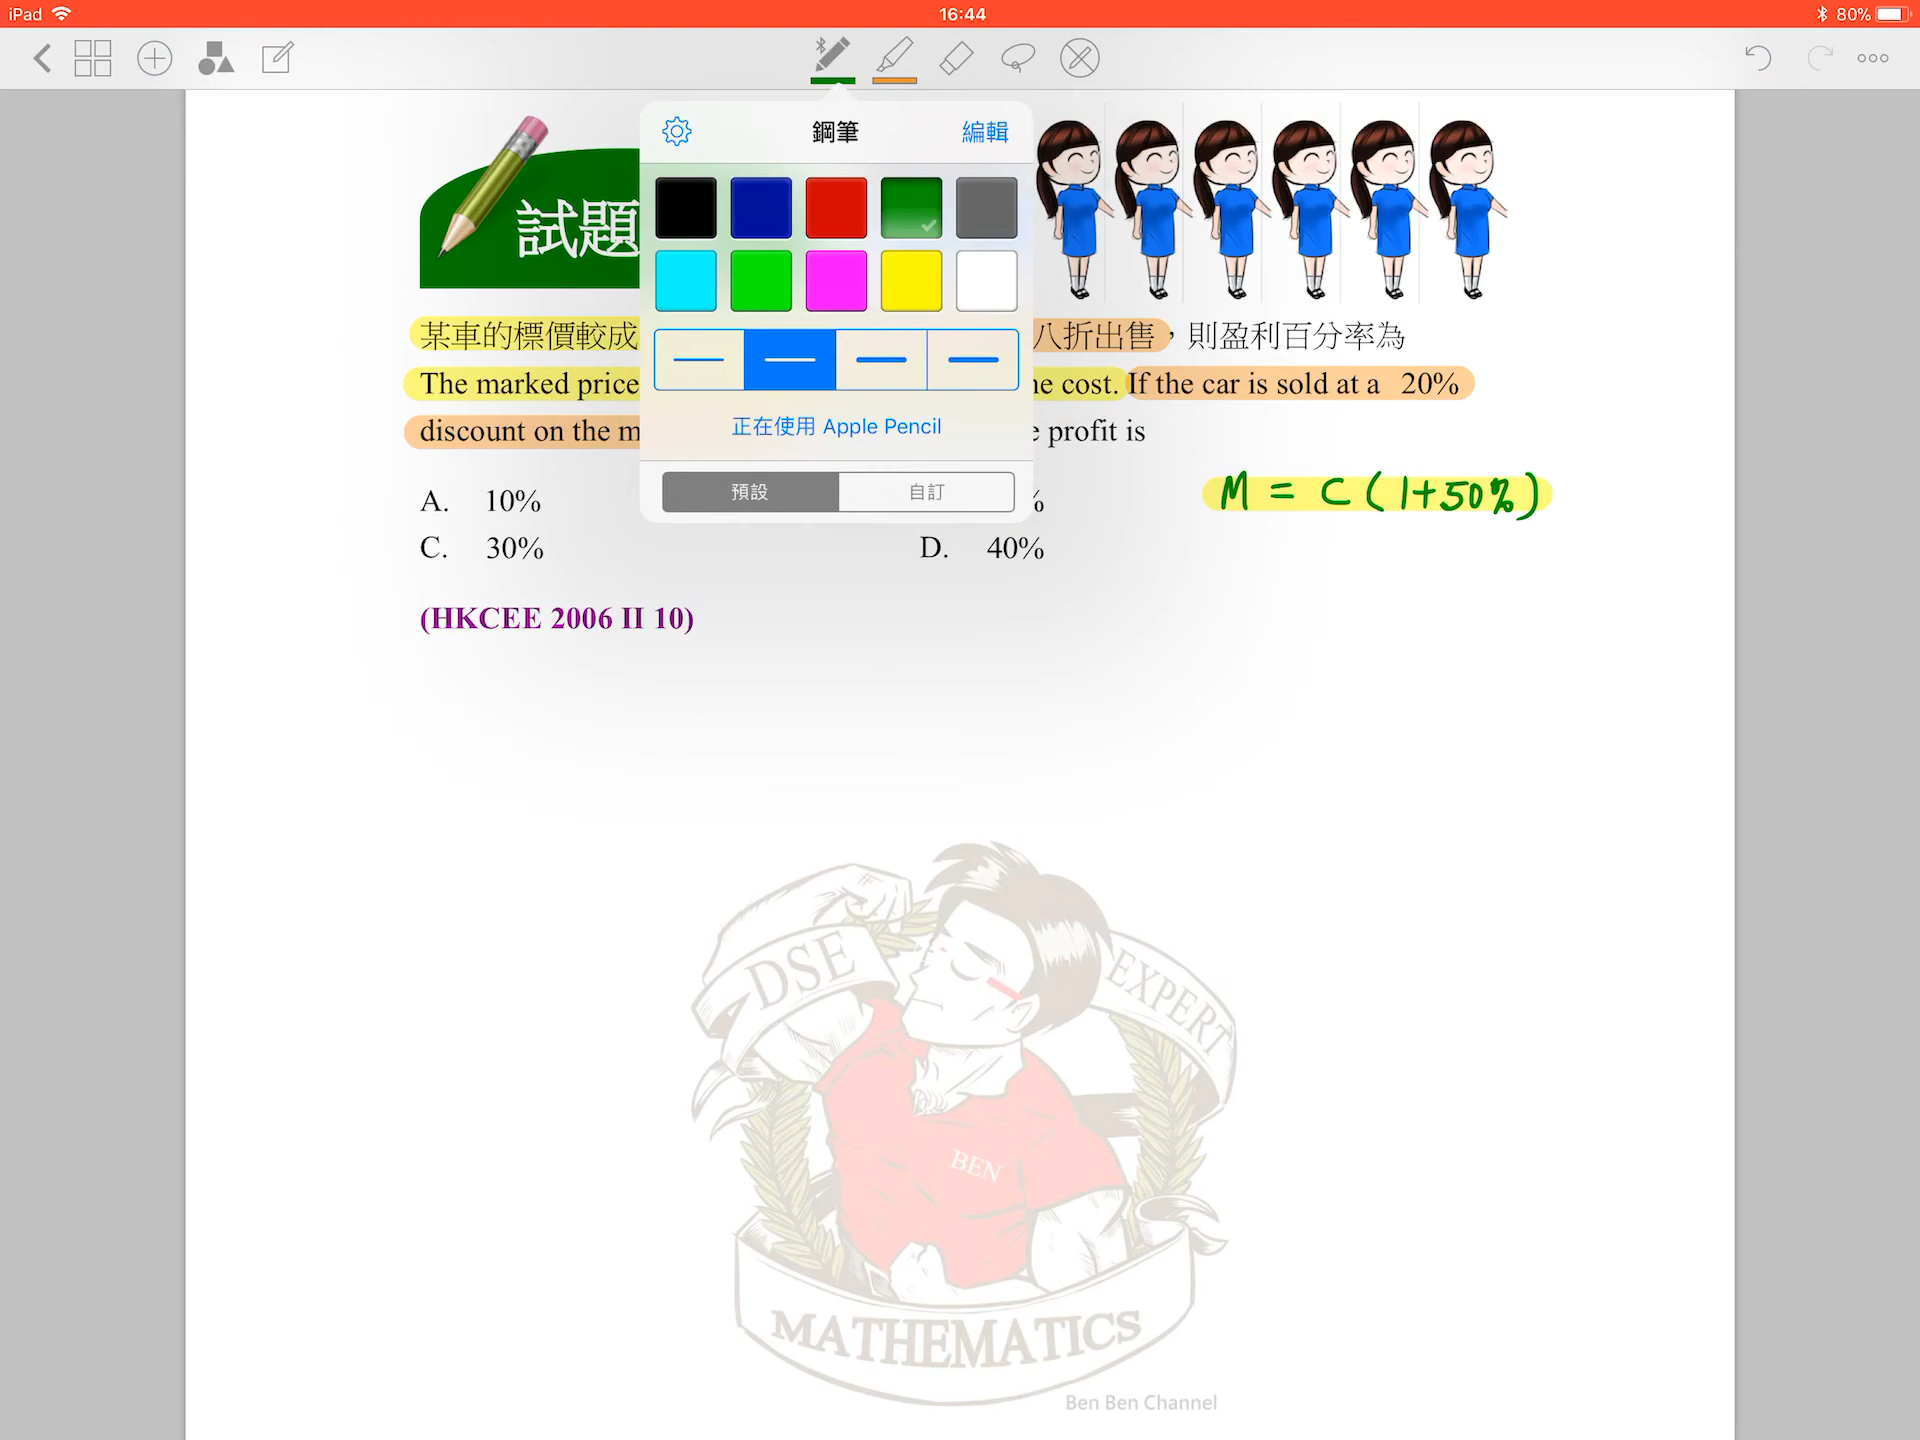 iPad 16:44 80%
鋼筆 編輯
試題
某車的標價較成 八折出售,則盈利百分率為
The marked price ne cost. If the car is sold at a 20%
正在使用 Apple Pencil
discount on the m profit is
預設 自訂
A. 10% %
M = C (1+50%)
C. 30% D. 40%
(HKCEE 2006 II 10)
DSE EXPERT
BEN
MATHEMATICS
Ben Ben Channel